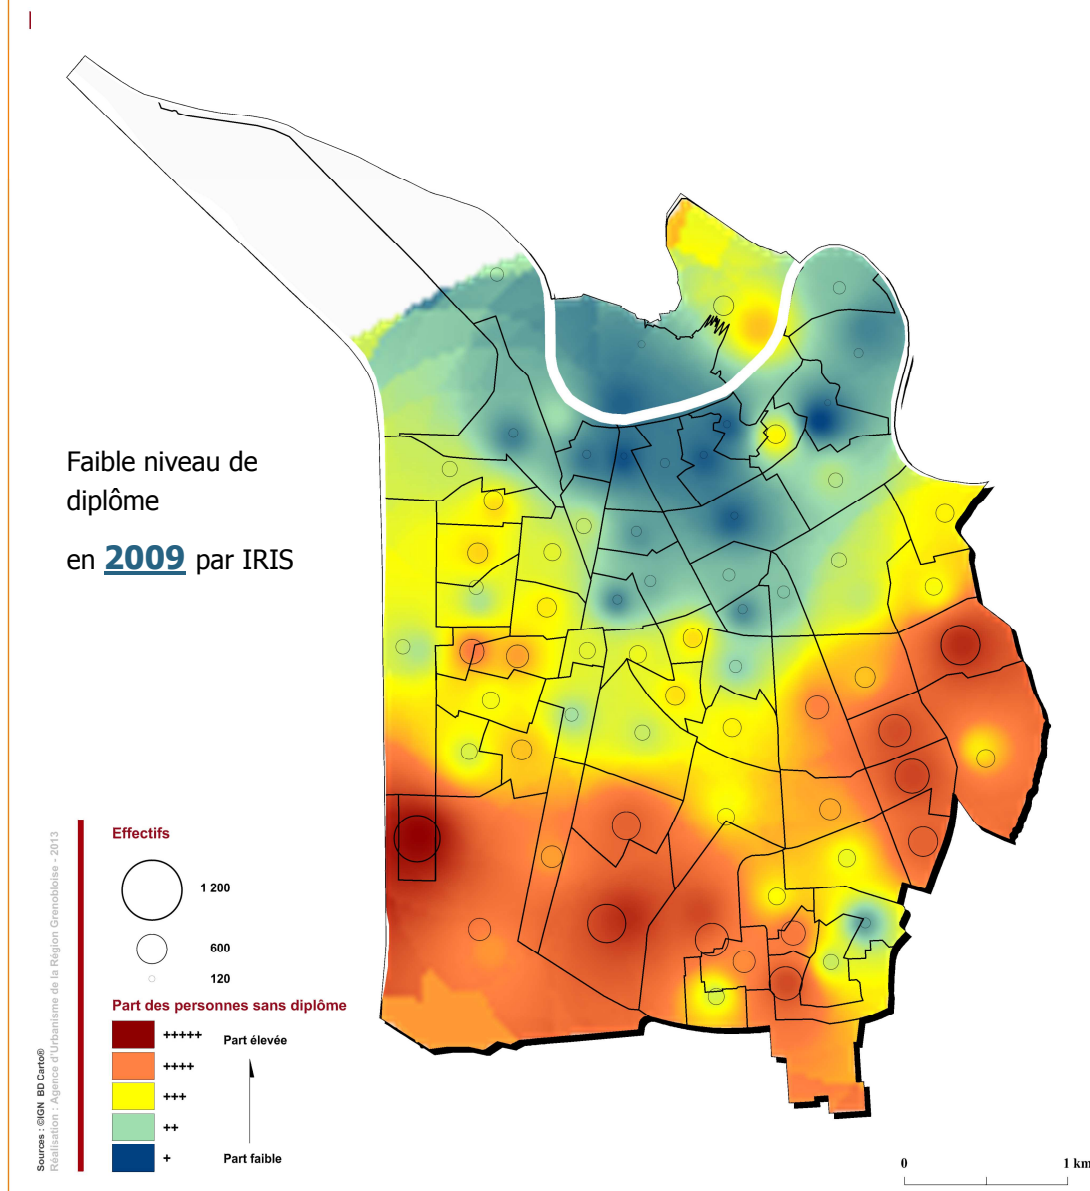 Faible niveau de
diplôme
en 2009 par IRIS
Effectifs
1 200
600
120
Part des personnes sans diplôme
+++++
Part élevée
++++
+++
++
+
Part faible
Sources : ©IGN BD Carto®
Réalisation : Agence d'Urbanisme de la Région Grenobloise - 2013
0
1 km